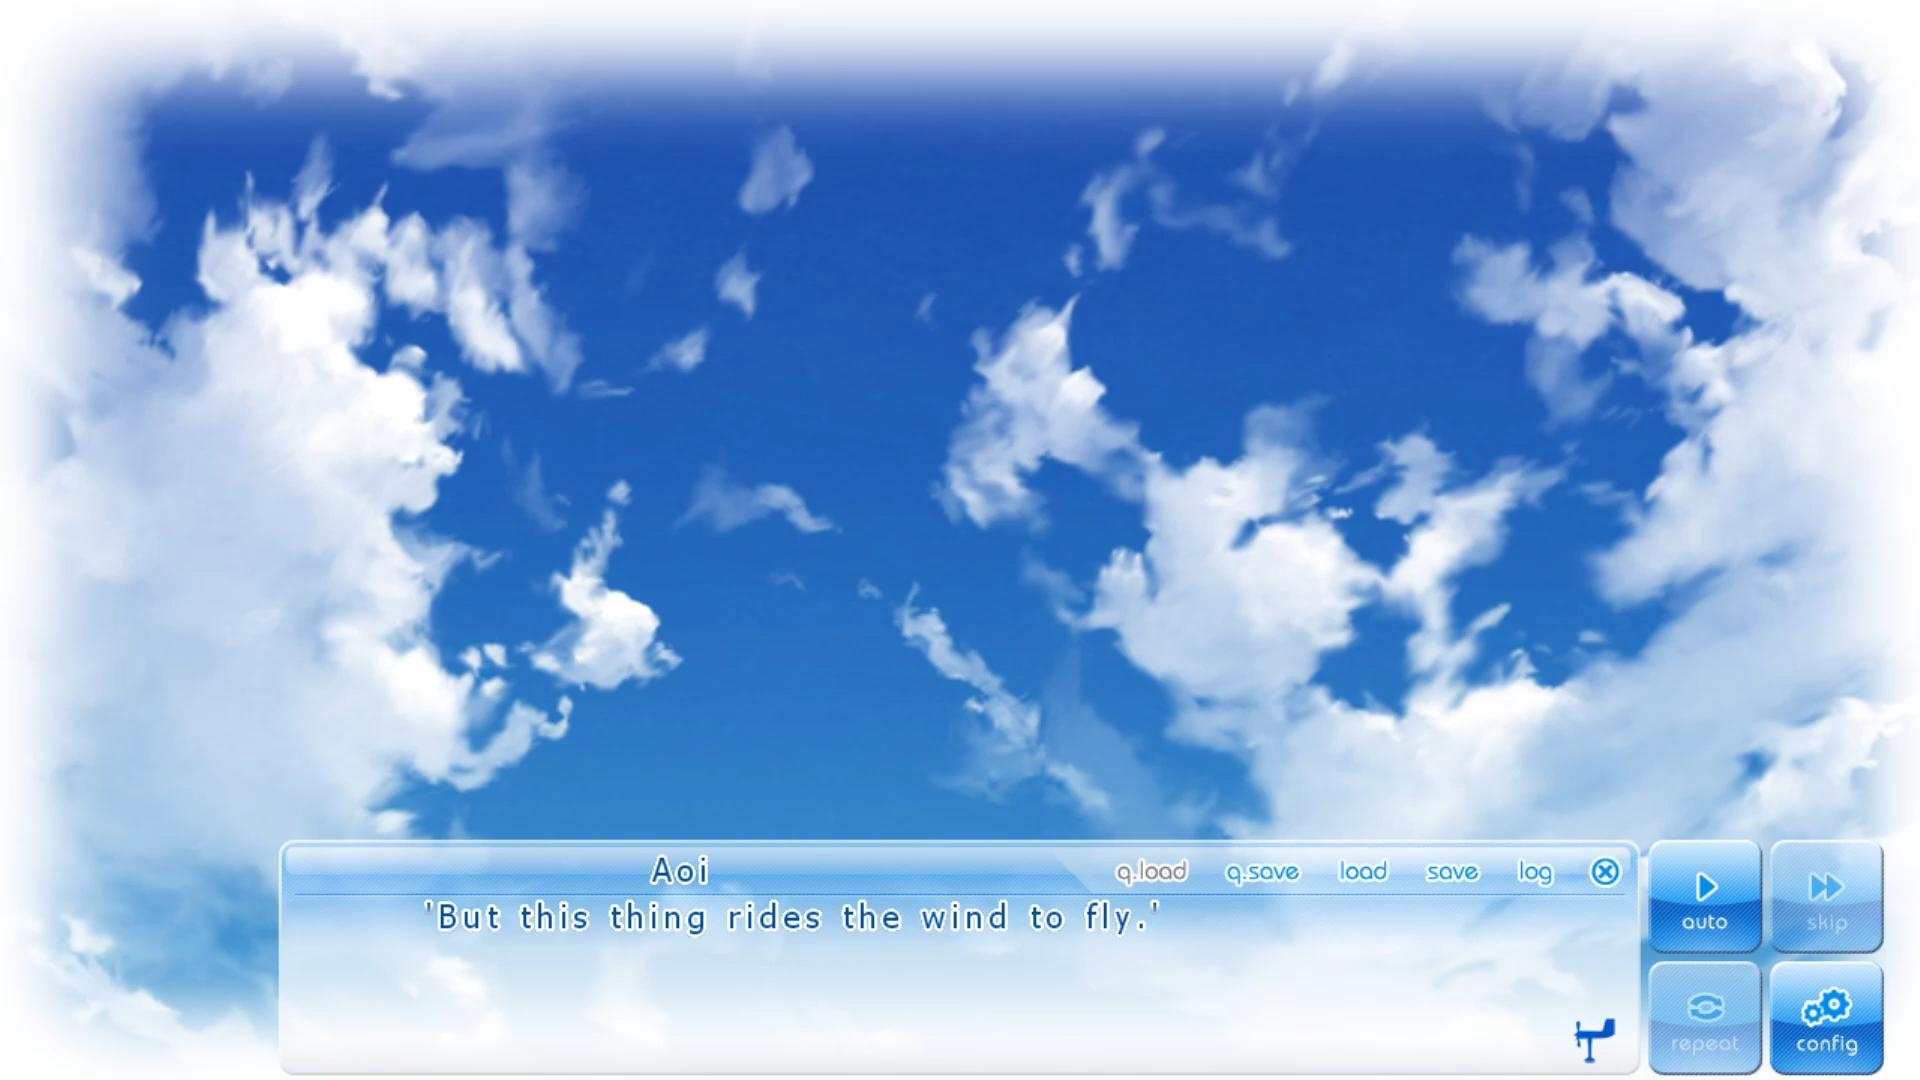 Aoi
q.load q.save load save log
'But this thing rides the wind to fly.'
auto
skip
repeat
config